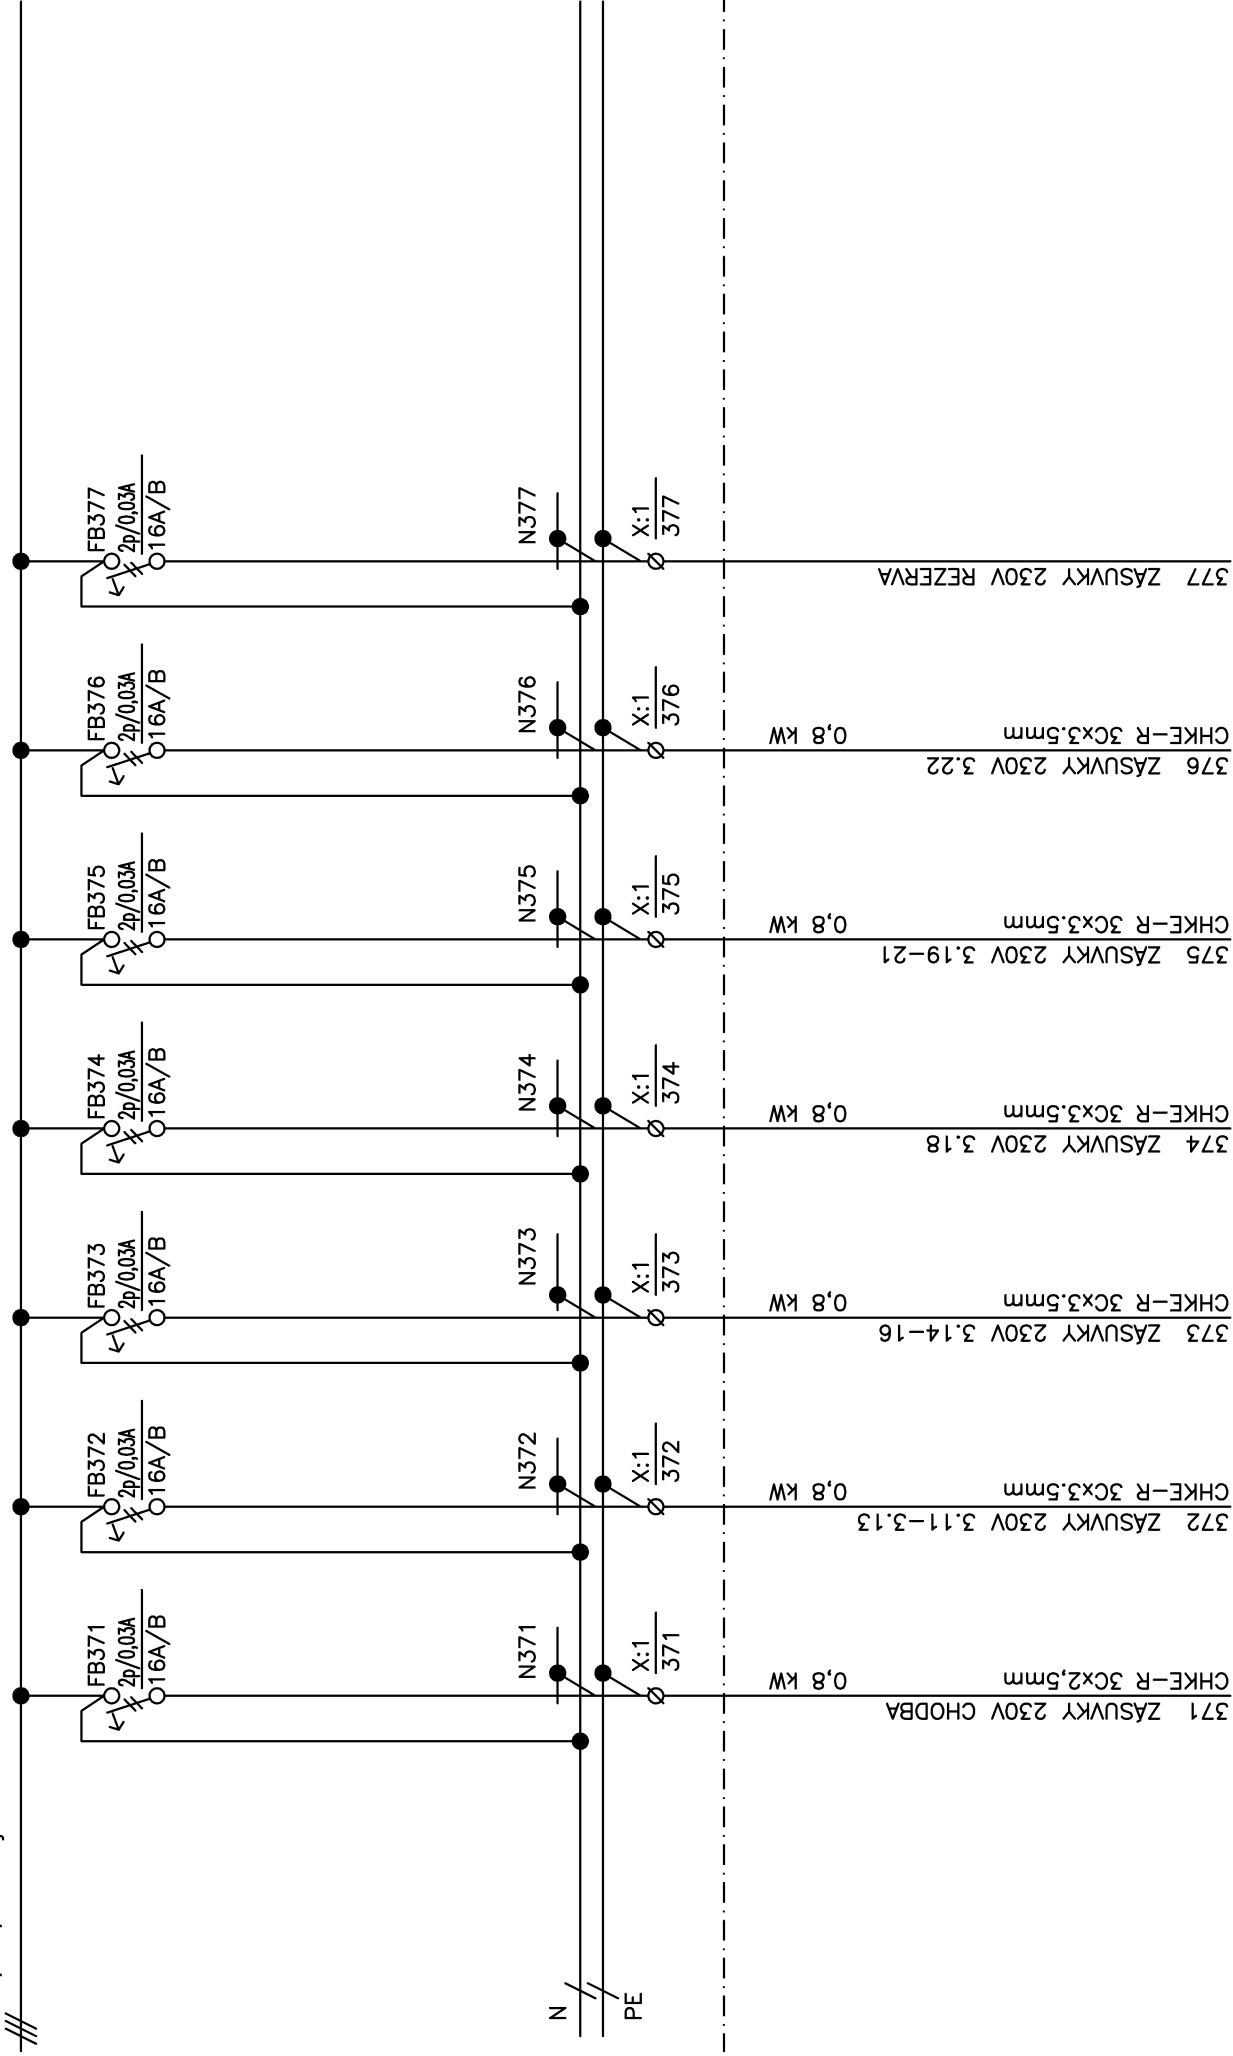 FB371
2p/0,03A
16A/B
N371
X:1
371
371 ZÁSUVKY 230V CHODBA
CHKE-R 3Cx2,5mm
0,8 kW
FB372
2p/0,03A
16A/B
N372
X:1
372
372 ZÁSUVKY 230V 3.11-3.13
CHKE-R 3Cx3.5mm
0,8 kW
FB373
2p/0,03A
16A/B
N373
X:1
373
373 ZÁSUVKY 230V 3.14-16
CHKE-R 3Cx3.5mm
0,8 kW
FB374
2p/0,03A
16A/B
N374
X:1
374
374 ZÁSUVKY 230V 3.18
CHKE-R 3Cx3.5mm
0,8 kW
FB375
2p/0,03A
16A/B
N375
X:1
375
375 ZÁSUVKY 230V 3.19-21
CHKE-R 3Cx3.5mm
0,8 kW
FB376
2p/0,03A
16A/B
N376
X:1
376
376 ZÁSUVKY 230V 3.22
CHKE-R 3Cx3.5mm
0,8 kW
FB377
2p/0,03A
16A/B
N377
X:1
377
377 ZÁSUVKY 230V REZERVA
N
PE